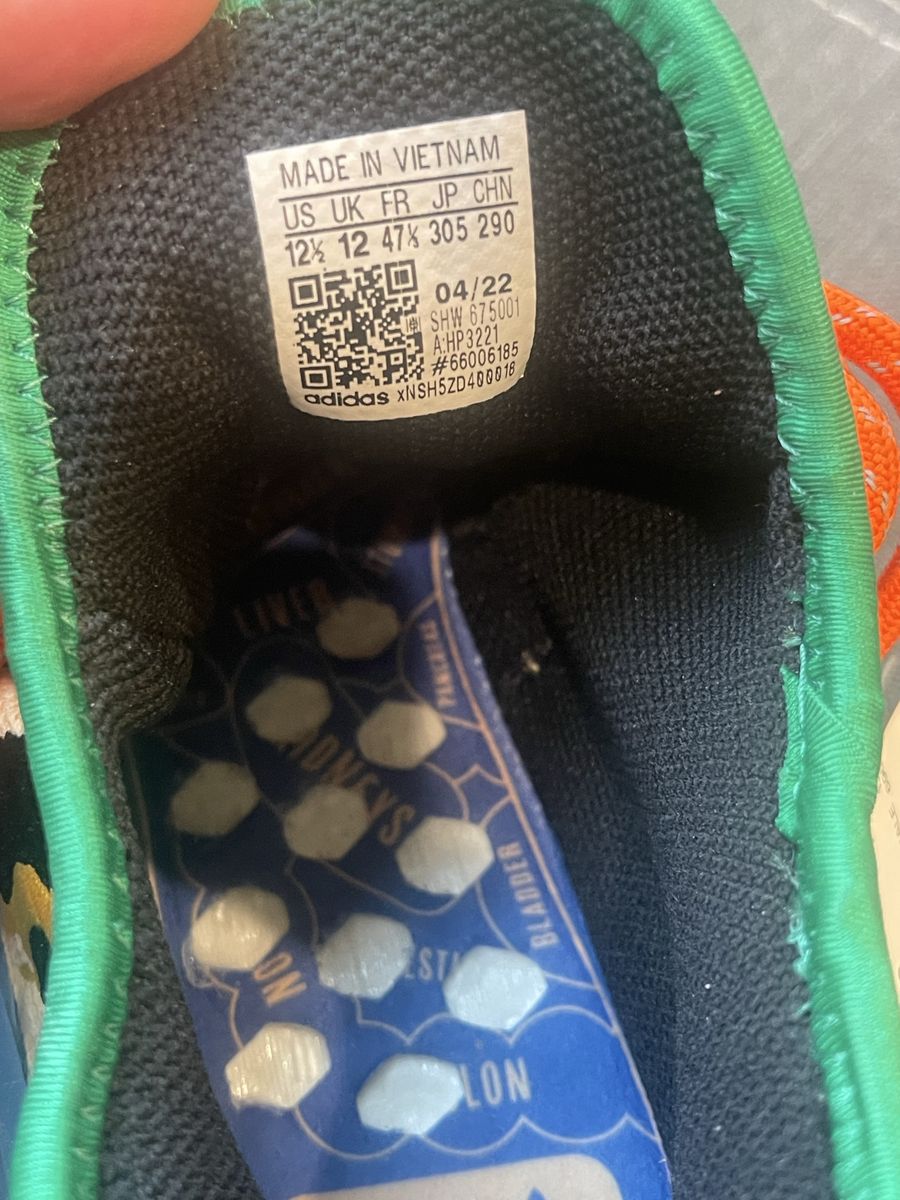 MADE IN VIETNAM
US UK FR JP CHN
12½ 12 47⅓ 305 290
04/22
SHW 675001
A:HP3221
#66006185
adidas xNSH5ZD400018
LIVER
PANCREAS
KIDNEYS
BLADDER